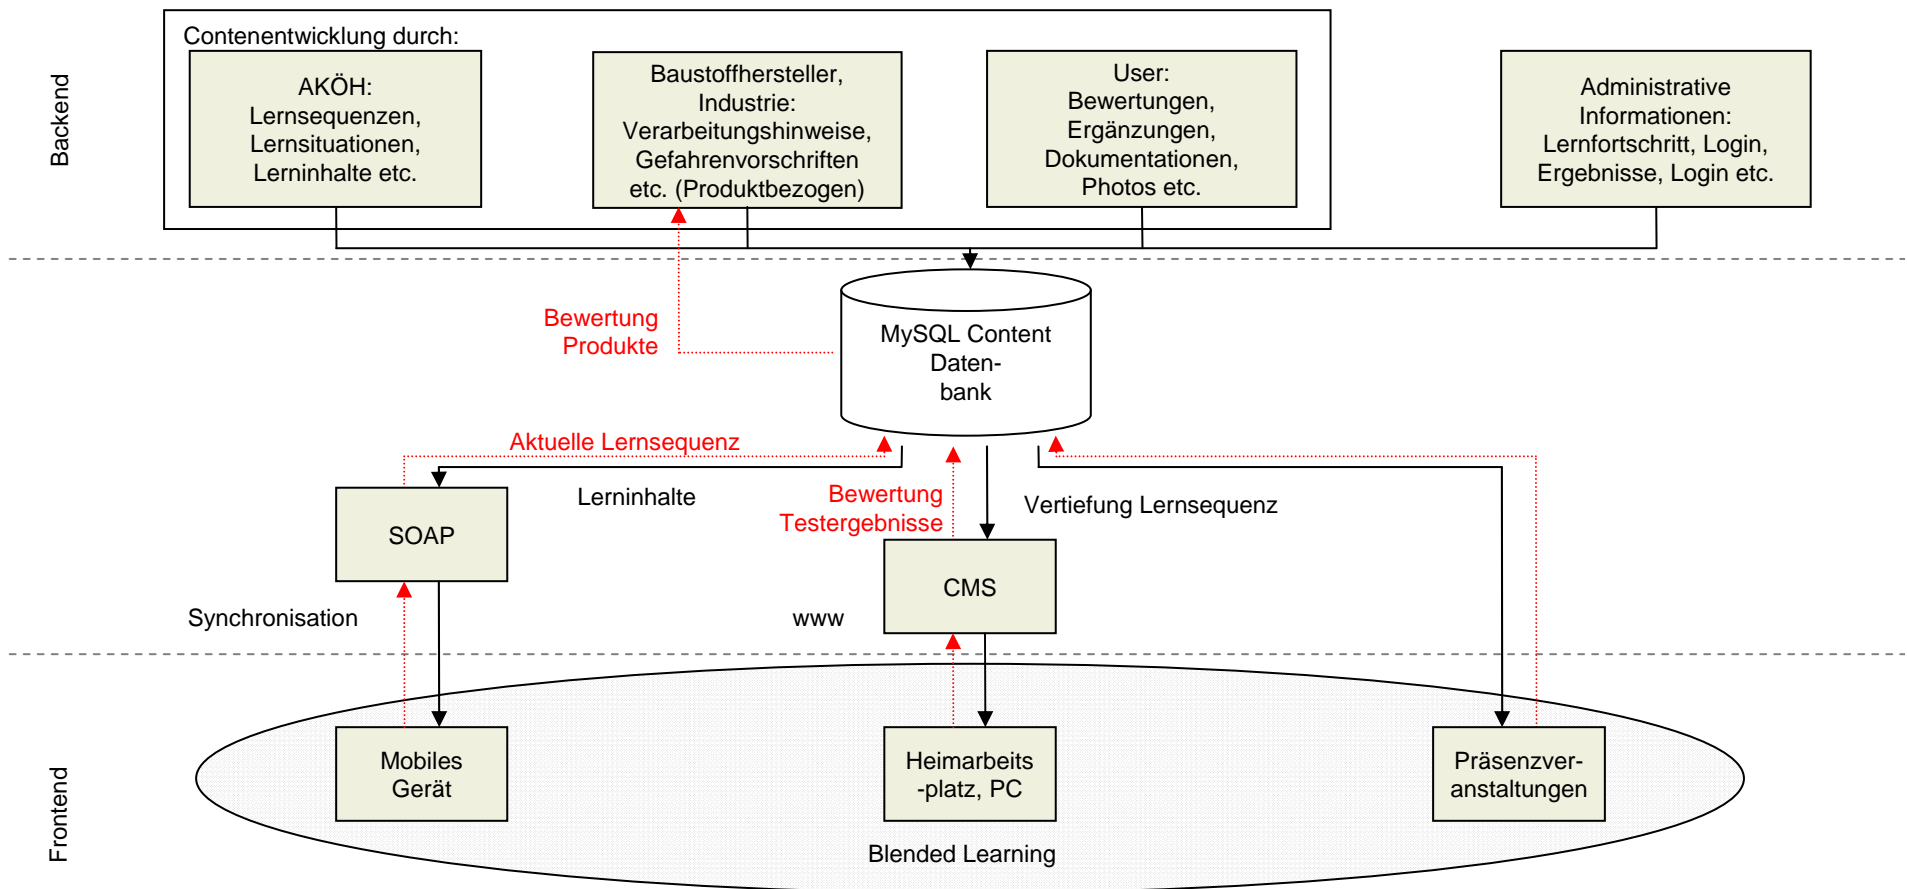 Backend
Contenentwicklung durch:
AKÖH:
Lernsequenzen,
Lernsituationen,
Lerninhalte etc.
Baustoffhersteller,
Industrie:
Verarbeitungshinweise,
Gefahrenvorschriften
etc. (Produktbezogen)
User:
Bewertungen,
Ergänzungen,
Dokumentationen,
Photos etc.
Administrative
Informationen:
Lernfortschritt, Login,
Ergebnisse, Login etc.
Bewertung
Produkte
MySQL Content
Daten-
bank
Aktuelle Lernsequenz
Lerninhalte
Bewertung
Testergebnisse
Vertiefung Lernsequenz
SOAP
CMS
Synchronisation
www
Frontend
Mobiles
Gerät
Heimarbeits
-platz, PC
Präsenzver-
anstaltungen
Blended Learning